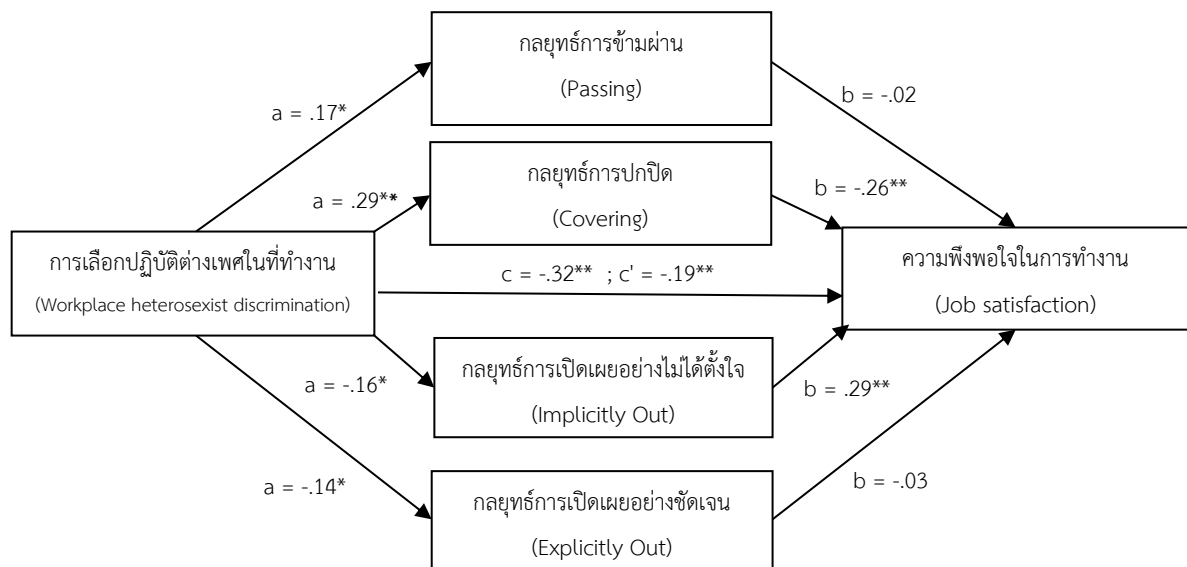 กลยุทธ์การข้ามผ่าน
(Passing)
a = .17*
b = -.02
กลยุทธ์การปกปิด
(Covering)
a = .29**
b = -.26**
การเลือกปฏิบัติต่างเพศในที่ทำงาน
(Workplace heterosexist discrimination)
c = -.32** ; c' = -.19**
ความพึงพอใจในการทำงาน
(Job satisfaction)
กลยุทธ์การเปิดเผยอย่างไม่ได้ตั้งใจ
(Implicitly Out)
a = -.16*
b = .29**
กลยุทธ์การเปิดเผยอย่างชัดเจน
(Explicitly Out)
a = -.14*
b = -.03